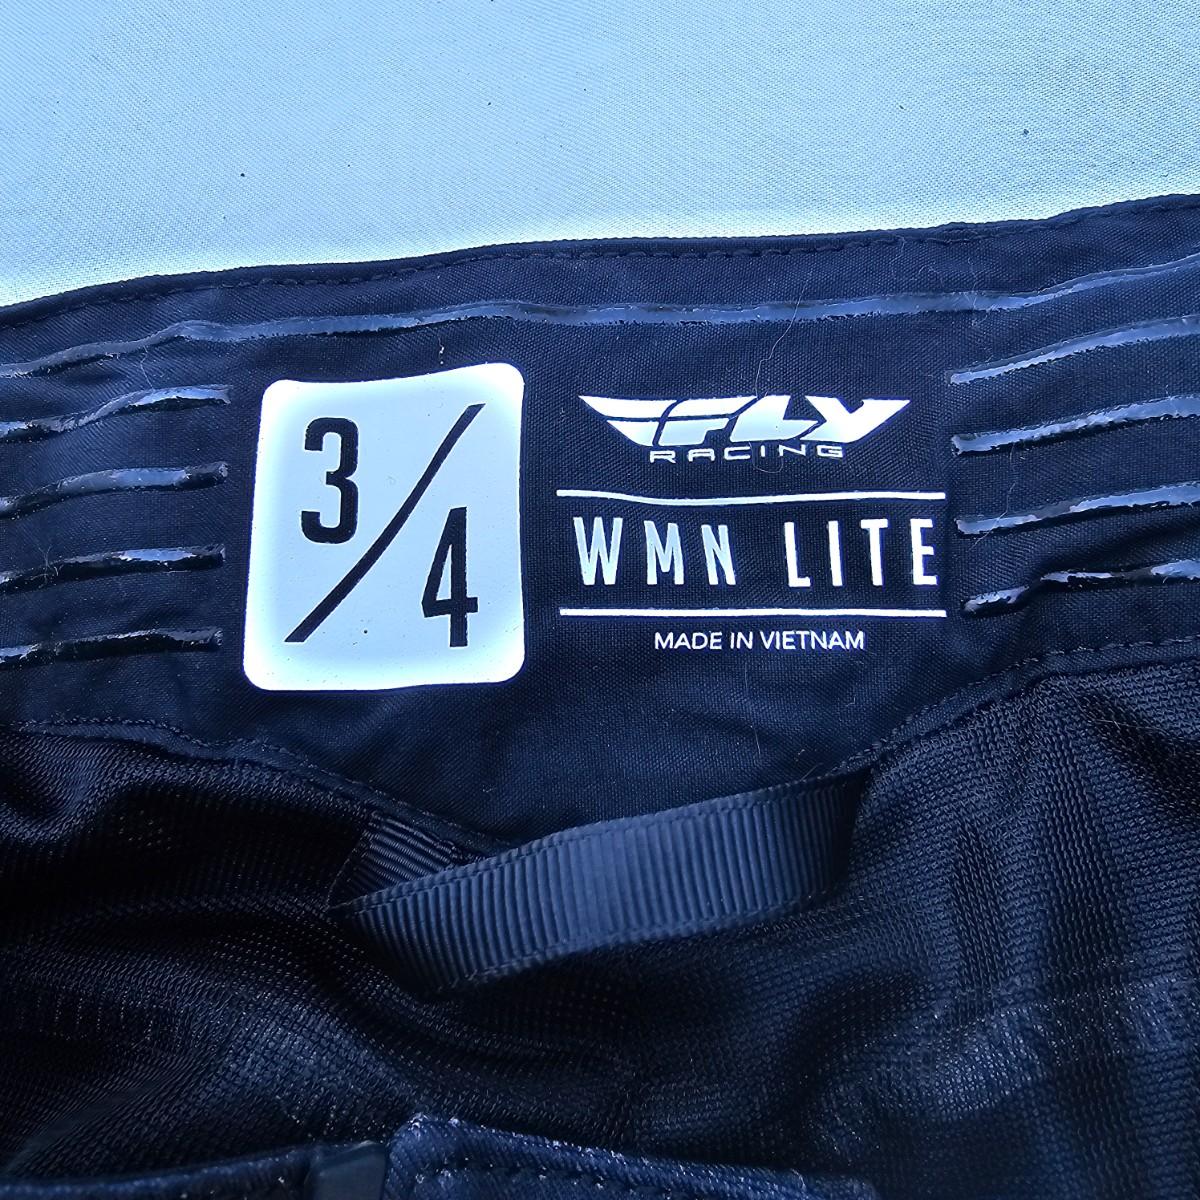 3/4
FLY
RACING
WMN LITE
MADE IN VIETNAM